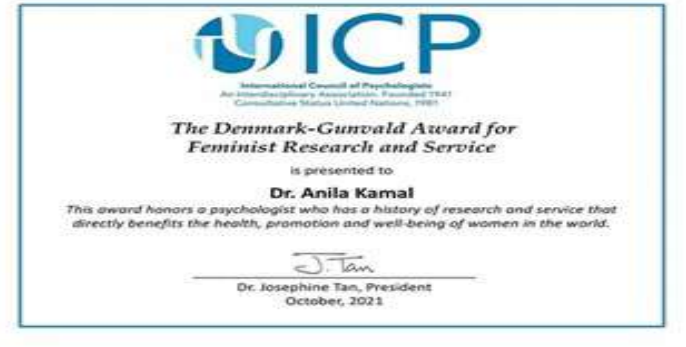 ICP
International Council of Psychologists
An Interdisciplinary Association. Founded 1941
Consultative Status United Nations, 1981
The Denmark-Gunvald Award for
Feminist Research and Service
is presented to
Dr. Anila Kamal
This award honors a psychologist who has a history of research and service that
directly benefits the health, promotion and well-being of women in the world.
J. Tan
Dr. Josephine Tan, President
October, 2021